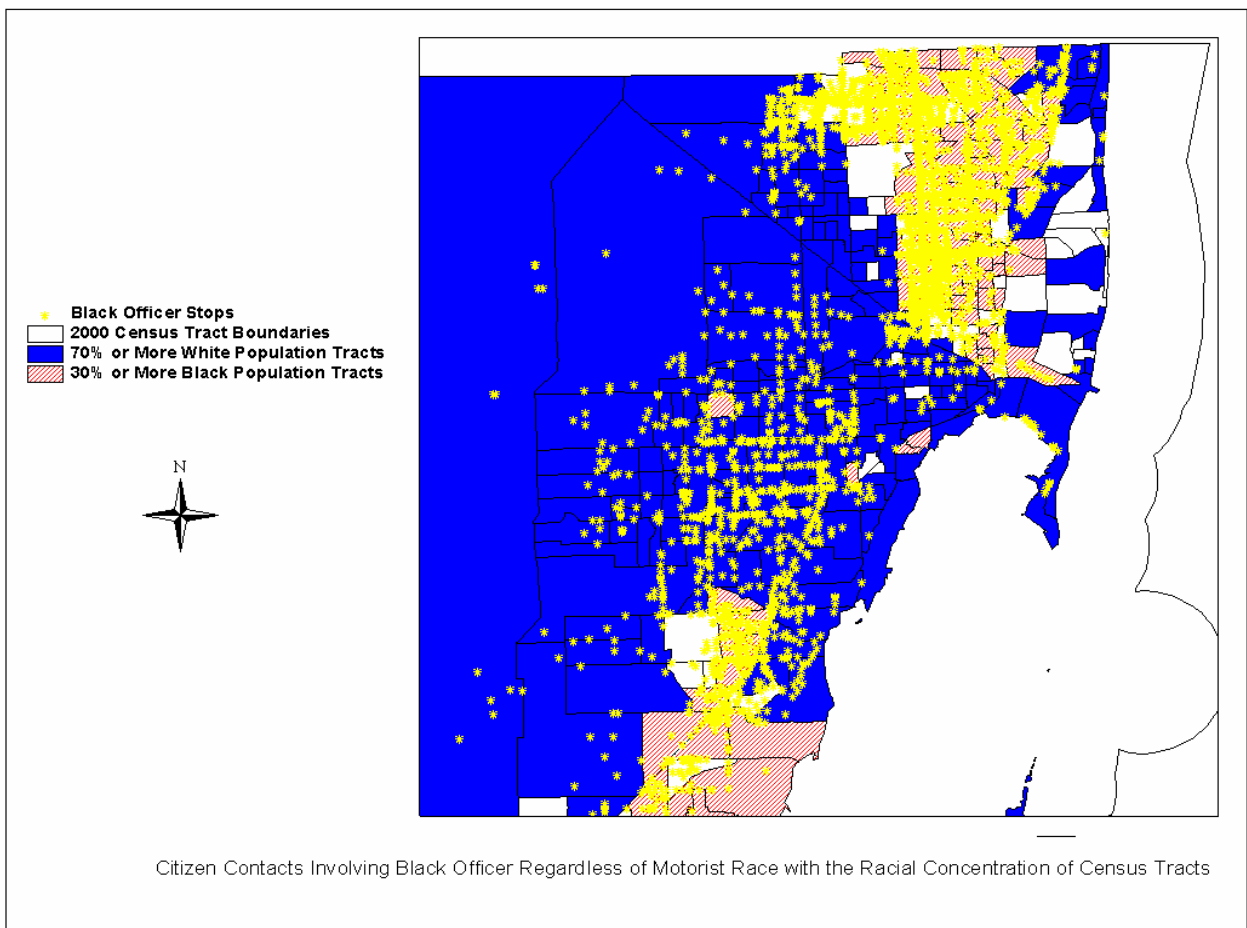 Black Officer Stops
2000 Census Tract Boundaries
70% or More White Population Tracts
30% or More Black Population Tracts
N
Citizen Contacts Involving Black Officer Regardless of Motorist Race with the Racial Concentration of Census Tracts